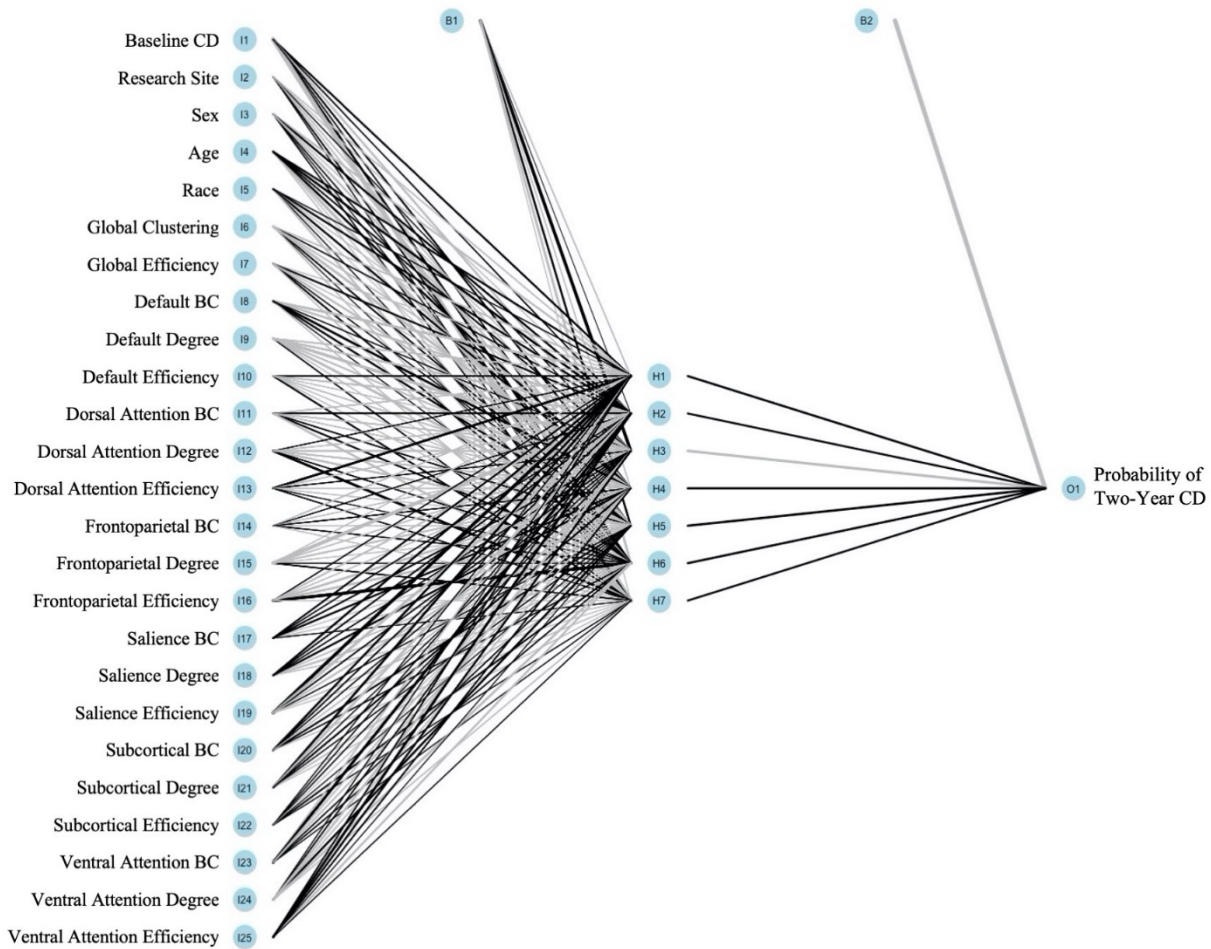 B1
B2
Baseline CD I1
Research Site I2
Sex I3
Age I4
Race I5
Global Clustering I6
Global Efficiency I7
Default BC I8
Default Degree I9
Default Efficiency I10
H1
Dorsal Attention BC I11
H2
Dorsal Attention Degree I12
H3
Dorsal Attention Efficiency I13
H4
O1
Probability of
Two-Year CD
Frontoparietal BC I14
H5
Frontoparietal Degree I15
H6
Frontoparietal Efficiency I16
H7
Salience BC I17
Salience Degree I18
Salience Efficiency I19
Subcortical BC I20
Subcortical Degree I21
Subcortical Efficiency I22
Ventral Attention BC I23
Ventral Attention Degree I24
Ventral Attention Efficiency I25